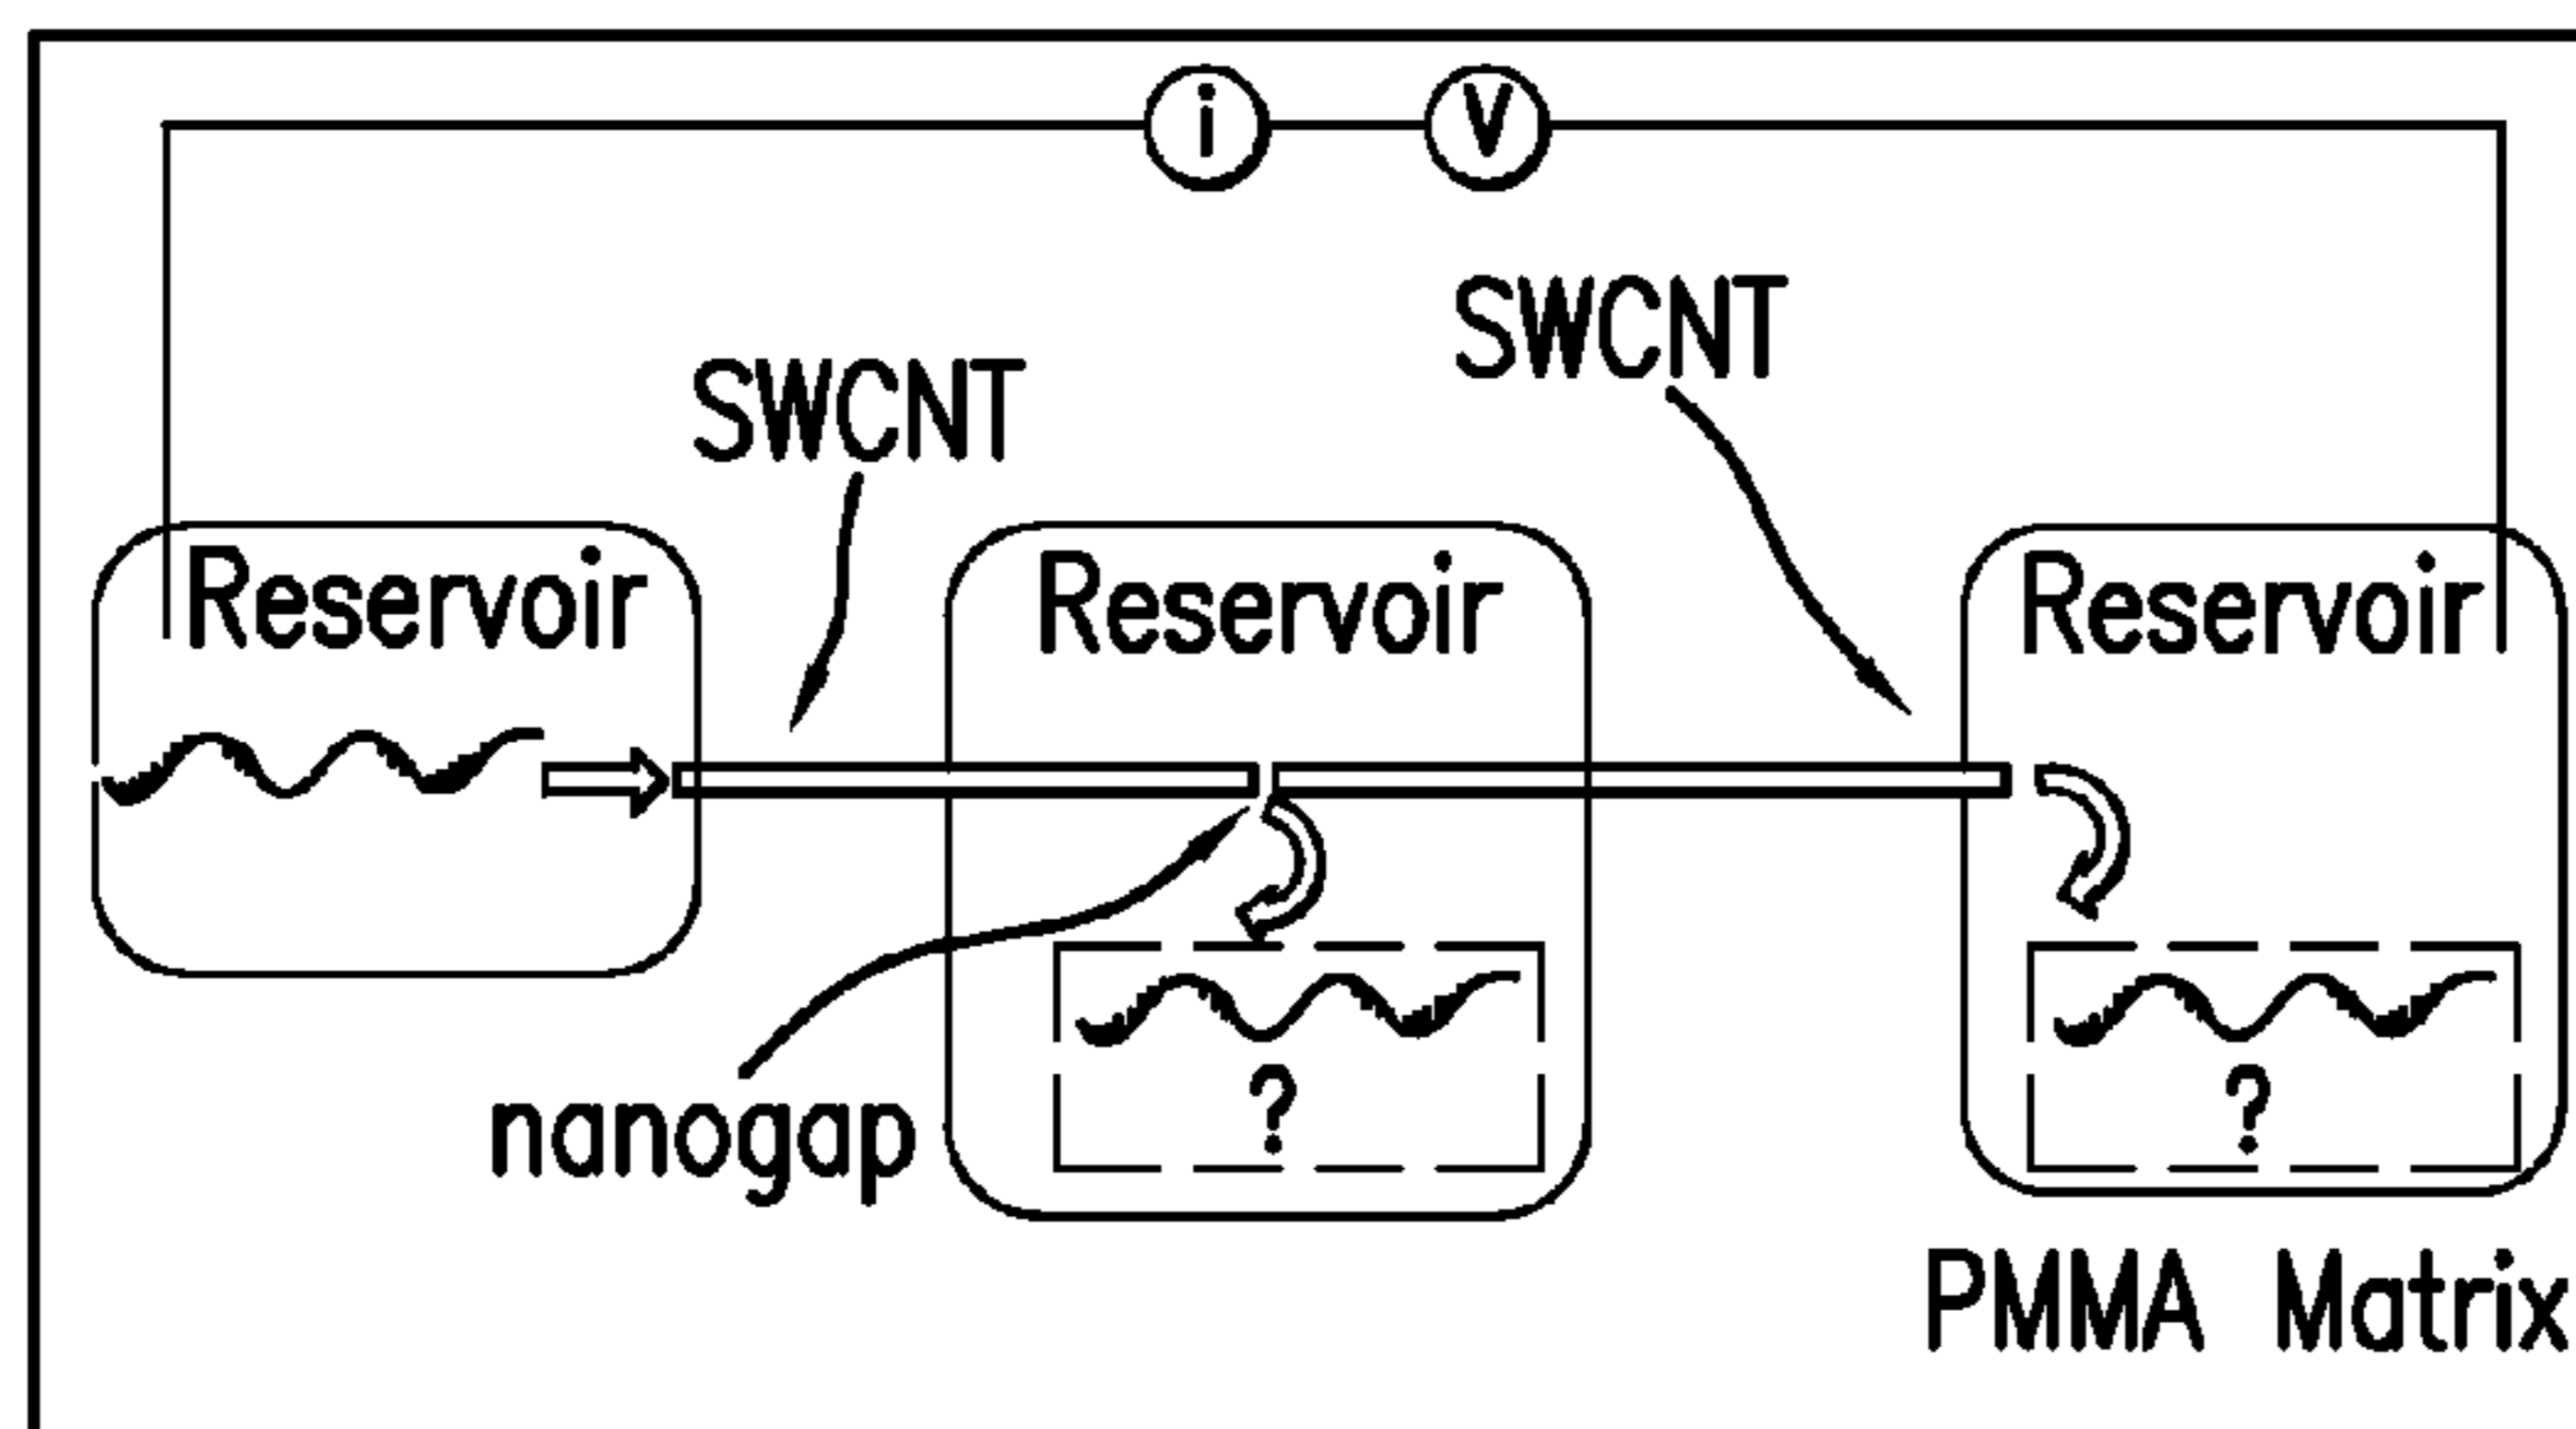 i V
SWCNT
SWCNT
Reservoir Reservoir Reservoir
nanogap
? ?
PMMA Matrix